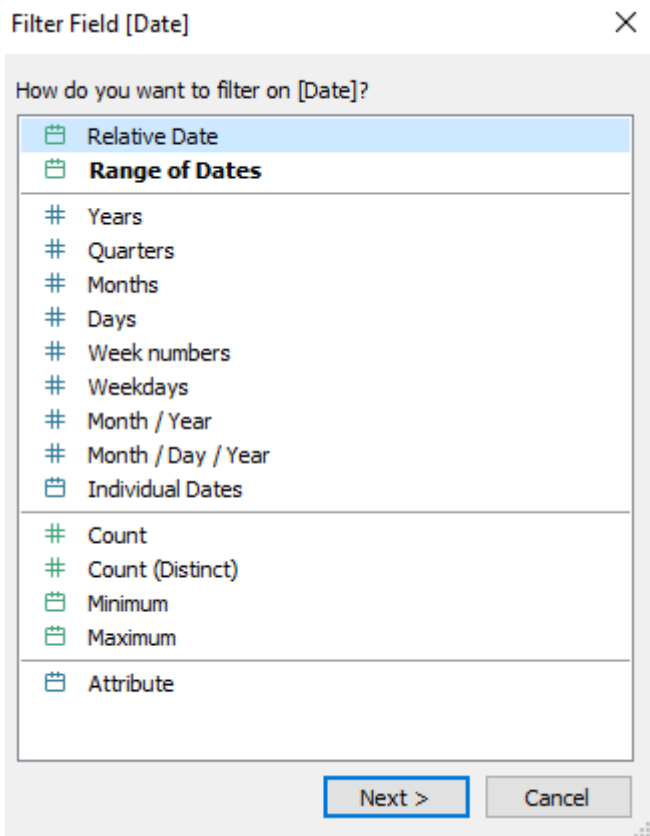 Filter Field [Date]
How do you want to filter on [Date]?
Relative Date
Range of Dates
Years
Quarters
Months
Days
Week numbers
Weekdays
Month / Year
Month / Day / Year
Individual Dates
Count
Count (Distinct)
Minimum
Maximum
Attribute
Next > Cancel